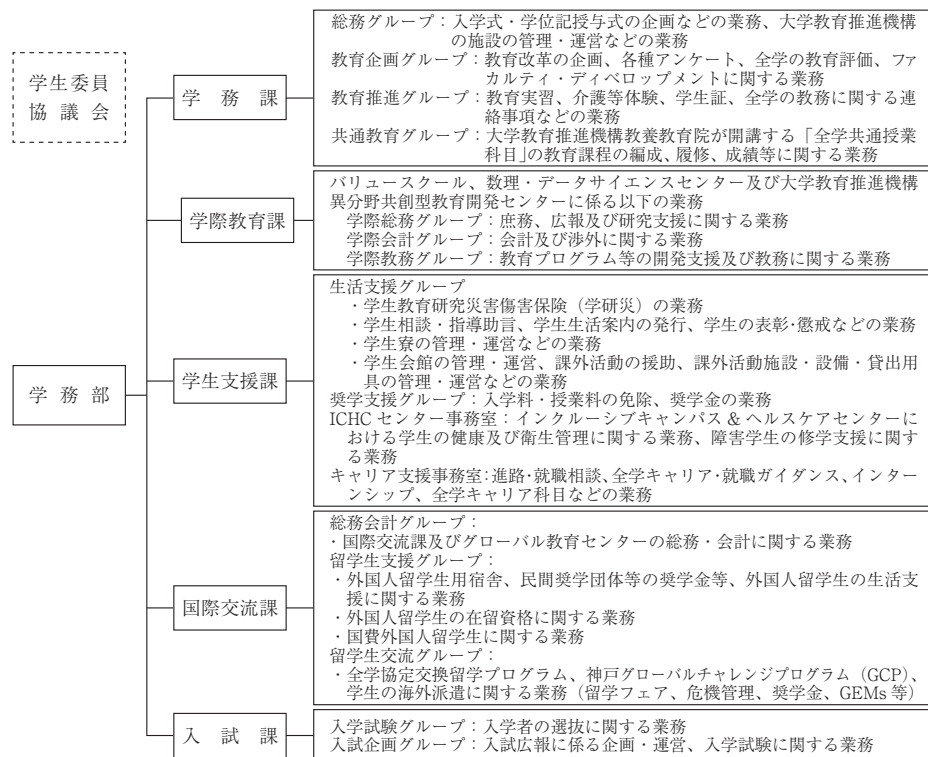 学生委員
協議会
学務部
学務課
総務グループ：入学式・学位記授与式の企画などの業務、大学教育推進機構
の施設の管理・運営などの業務
教育企画グループ：教育改革の企画、各種アンケート、全学の教育評価、ファ
カルティ・ディベロップメントに関する業務
教育推進グループ：教育実習、介護等体験、学生証、全学の教務に関する連
絡事項などの業務
共通教育グループ：大学教育推進機構教養教育院が開講する「全学共通授業
科目」の教育課程の編成、履修、成績等に関する業務
学際教育課
バリュースクール、数理・データサイエンスセンター及び大学教育推進機構
異分野共創型教育開発センターに係る以下の業務
学際総務グループ：庶務、広報及び研究支援に関する業務
学際会計グループ：会計及び渉外に関する業務
学際教務グループ：教育プログラム等の開発支援及び教務に関する業務
学生支援課
生活支援グループ
・学生教育研究災害傷害保険（学研災）の業務
・学生相談・指導助言、学生生活案内の発行、学生の表彰・懲戒などの業務
・学生寮の管理・運営などの業務
・学生会館の管理・運営、課外活動の援助、課外活動施設・設備・貸出用
具の管理・運営などの業務
奨学支援グループ：入学料・授業料の免除、奨学金の業務
ICHC センター事務室：インクルーシブキャンパス & ヘルスケアセンターに
おける学生の健康及び衛生管理に関する業務、障害学生の修学支援に関す
る業務
キャリア支援事務室：進路・就職相談、全学キャリア・就職ガイダンス、インター
ンシップ、全学キャリア科目などの業務
国際交流課
総務会計グループ：
・国際交流課及びグローバル教育センターの総務・会計に関する業務
留学生支援グループ：
・外国人留学生用宿舎、民間奨学団体等の奨学金等、外国人留学生の生活支
援に関する業務
・外国人留学生の在留資格に関する業務
・国費外国人留学生に関する業務
留学生交流グループ：
・全学協定交換留学プログラム、神戸グローバルチャレンジプログラム（GCP）、
学生の海外派遣に関する業務（留学フェア、危機管理、奨学金、GEMs 等）
入試課
入学試験グループ：入学者の選抜に関する業務
入試企画グループ：入試広報に係る企画・運営、入学試験に関する業務